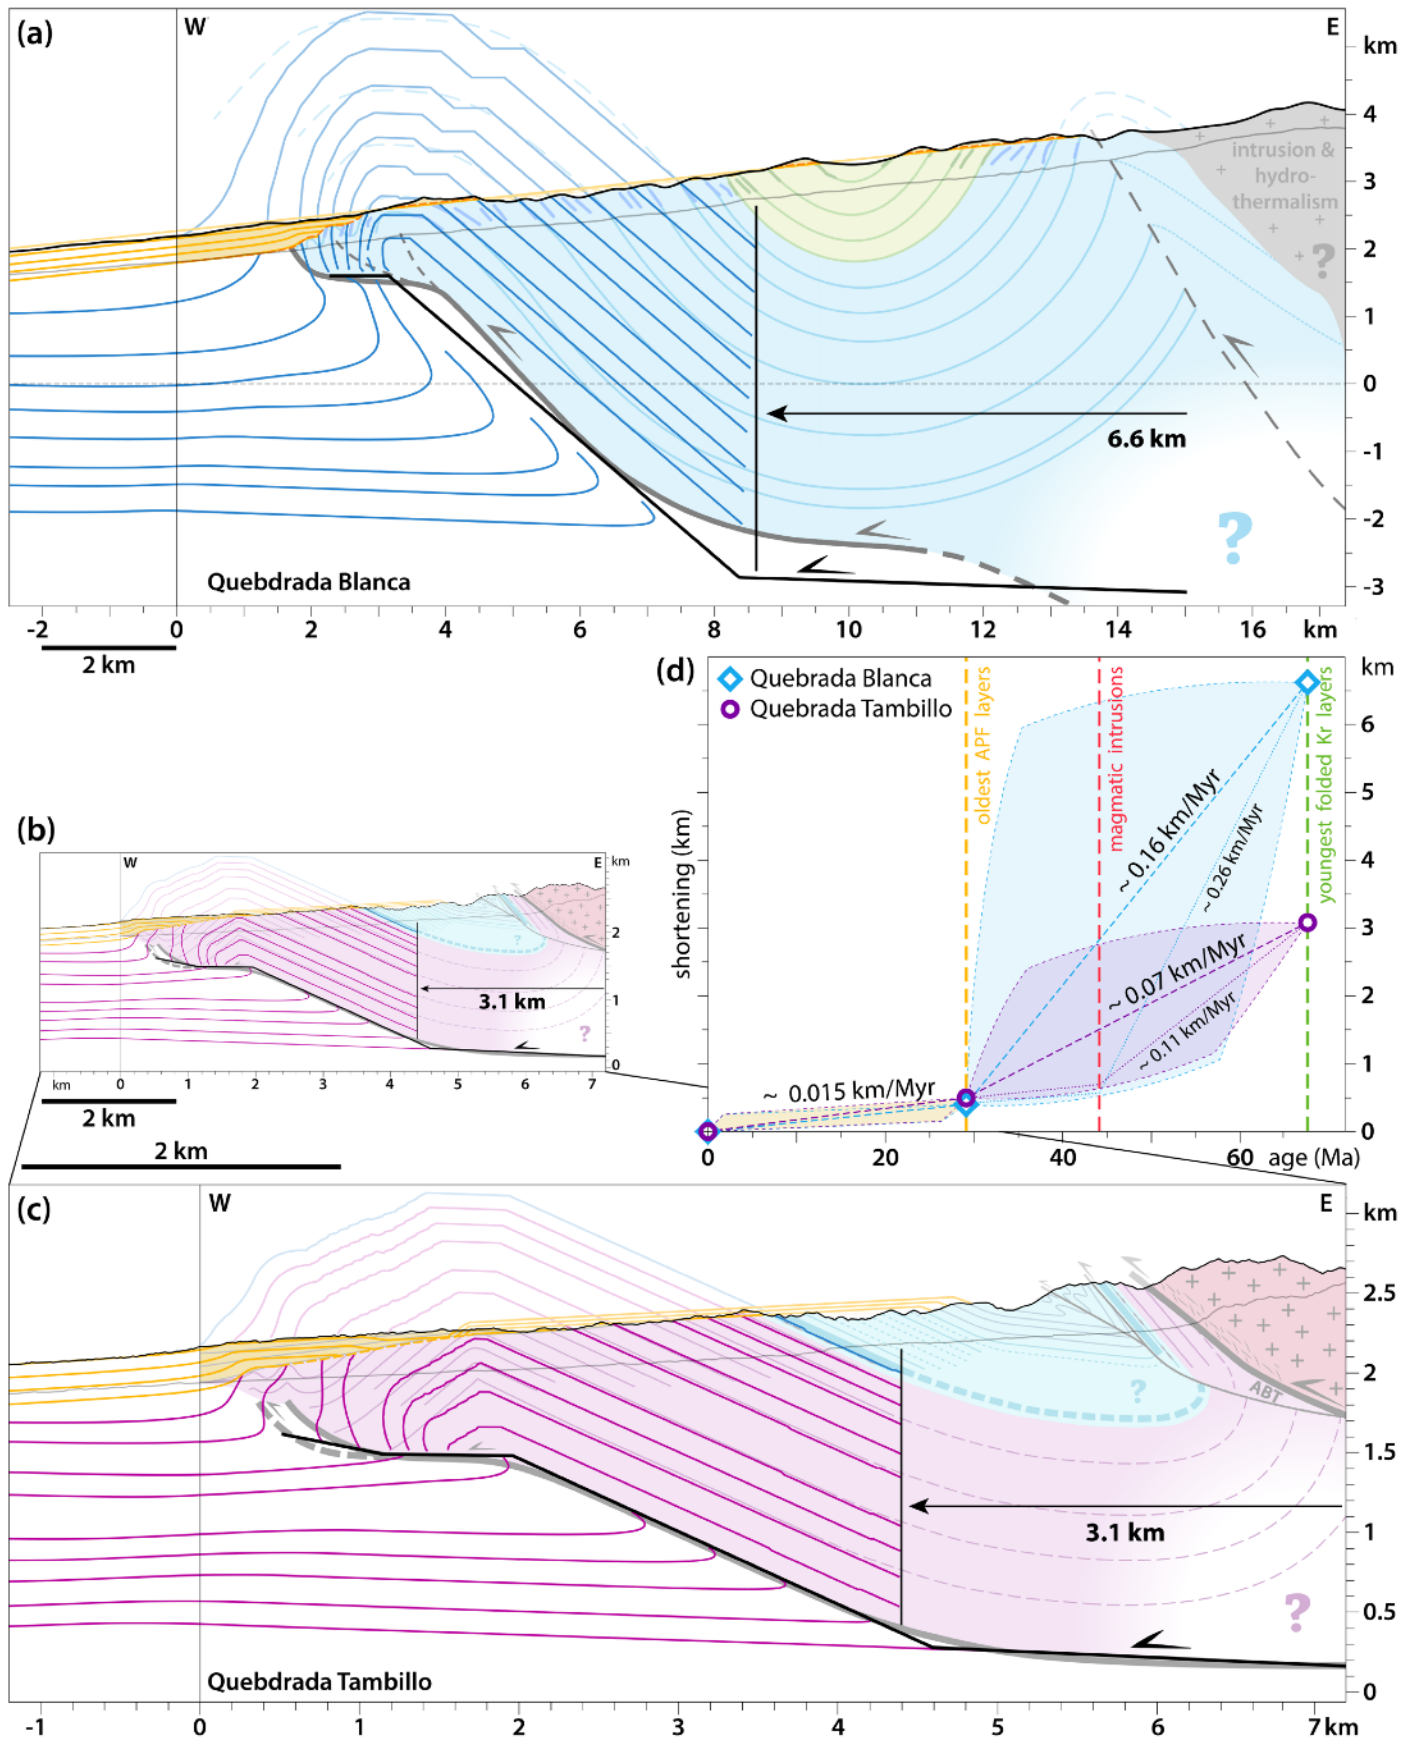 (a)
W
E
km
4
3
2
1
0
-1
-2
-3
intrusion &
hydro-
thermalism
?
6.6 km
?
Quebdrada Blanca
-2
0
2
4
6
8
10
12
14
16
km
2 km
(b)
W
E
km
2
1
0
?
3.1 km
?
km
0
1
2
3
4
5
6
7
2 km
2 km
(d)
Quebrada Blanca
Quebrada Tambillo
oldest APF layers
magmatic intrusions
youngest folded Kr layers
km
6
5
4
3
2
1
0
shortening (km)
~ 0.16 km/Myr
~ 0.26 km/Myr
~ 0.07 km/Myr
~ 0.11 km/Myr
~ 0.015 km/Myr
0
20
40
60
age (Ma)
(c)
W
E
km
2.5
2
1.5
1
0.5
0
?
ABT
3.1 km
?
Quebdrada Tambillo
-1
0
1
2
3
4
5
6
7 km